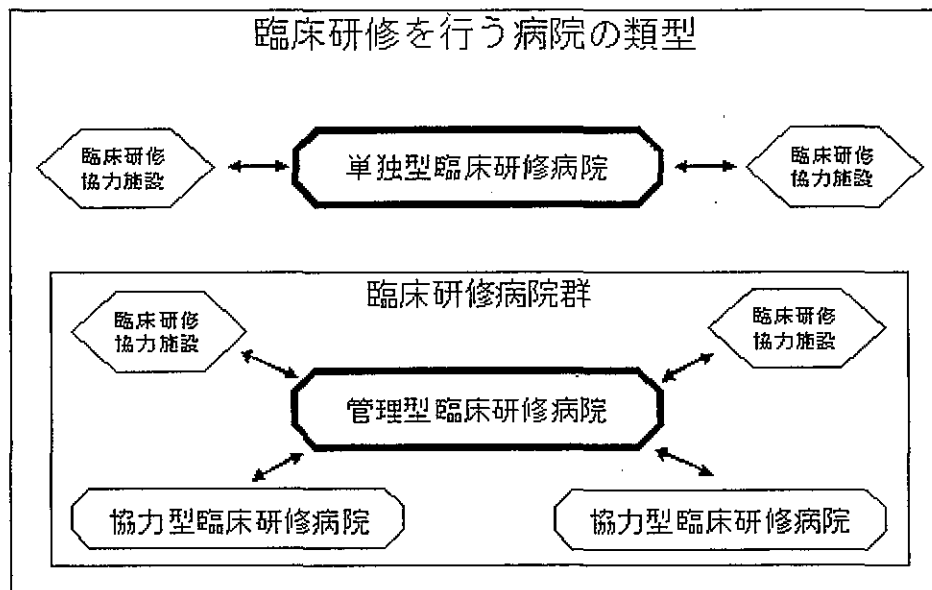 臨床研修を行う病院の類型
臨床研修
協力施設
単独型臨床研修病院
臨床研修
協力施設
臨床研修病院群
臨床研修
協力施設
臨床研修
協力施設
管理型臨床研修病院
協力型臨床研修病院
協力型臨床研修病院